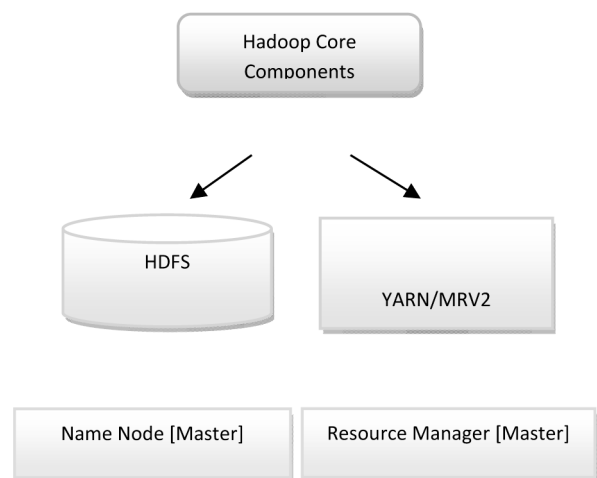 Hadoop Core
Components
HDFS
YARN/MRV2
Name Node [Master]
Resource Manager [Master]